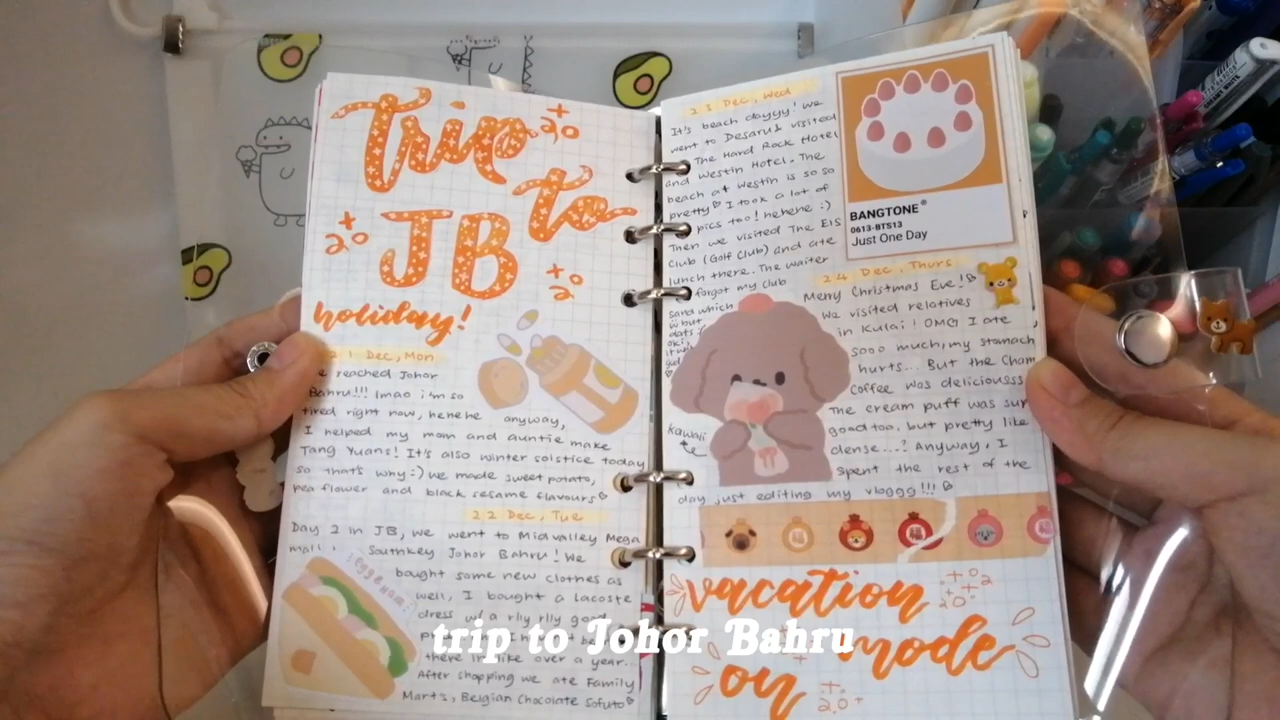 trip
to
JB
holiday!
21 Dec, Mon
reached Johor
Bahru!!! lmao i'm so
tired right now, hehehe anyway,
I helped my mom and auntie make
Tang Yuans! It's also winter solstice today
so that's why:) we made sweet potato,
pea flower and black sesame flavours
22 Dec, Tue
Day 2 in JB, we went to Midvalley Mega
mall, Southkey Johor Bahru! We
bought some new clothes as
well, I bought a lacoste
dress w/ a rlly rlly
there in like over a year...
After shopping we ate Family
Mart's, Belgian Chocolate Sofuto
egg & ham!
23 Dec, Wed
It's beach dayyy! We
went to Desaru & visited
The Hard Rock Hotel
and Westin Hotel. The
beach at Westin is so so
pretty I took a lot of
pics too! hehehe :)
Then we visited The Els
Club (Golf Club) and ate
lunch there. The waiter
forgot my club
sandwhich
but
BANGTONE®
0613-BTS13
Just One Day
24 Dec, Thurs
Merry Christmas Eve!
We visited relatives
in Kulai! OMG I ate
sooo much, my stomach
hurts... But the Cham
Coffee was deliciousss
The cream puff was
good too, but pretty like
dense...? Anyway, I
spent the rest of the
day just editing my vloggg!!!
kawaii
vacation
mode
on
trip to Johor Bahru